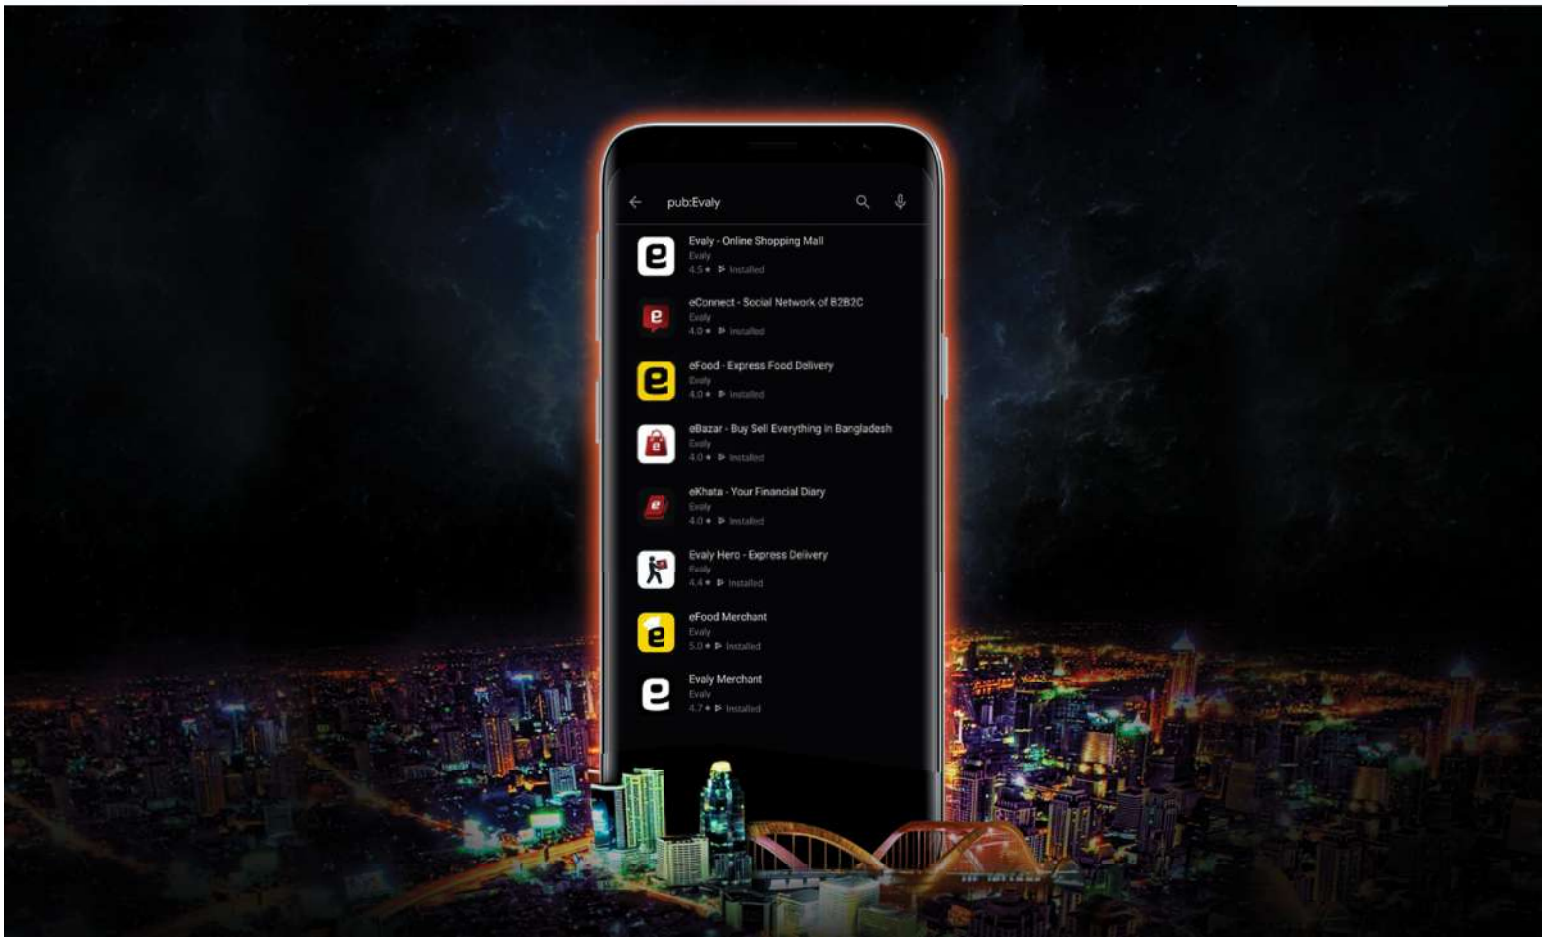 pub:Evaly
Evaly - Online Shopping Mall
Evaly
4.5 ★ Installed
eConnect - Social Network of B2B2C
Evaly
4.0 ★ Installed
eFood - Express Food Delivery
Evaly
4.0 ★ Installed
eBazar - Buy Sell Everything in Bangladesh
Evaly
4.0 ★ Installed
eKhata - Your Financial Diary
Evaly
4.0 ★ Installed
Evaly Hero - Express Delivery
Evaly
4.4 ★ Installed
eFood Merchant
Evaly
5.0 ★ Installed
Evaly Merchant
Evaly
4.7 ★ Installed